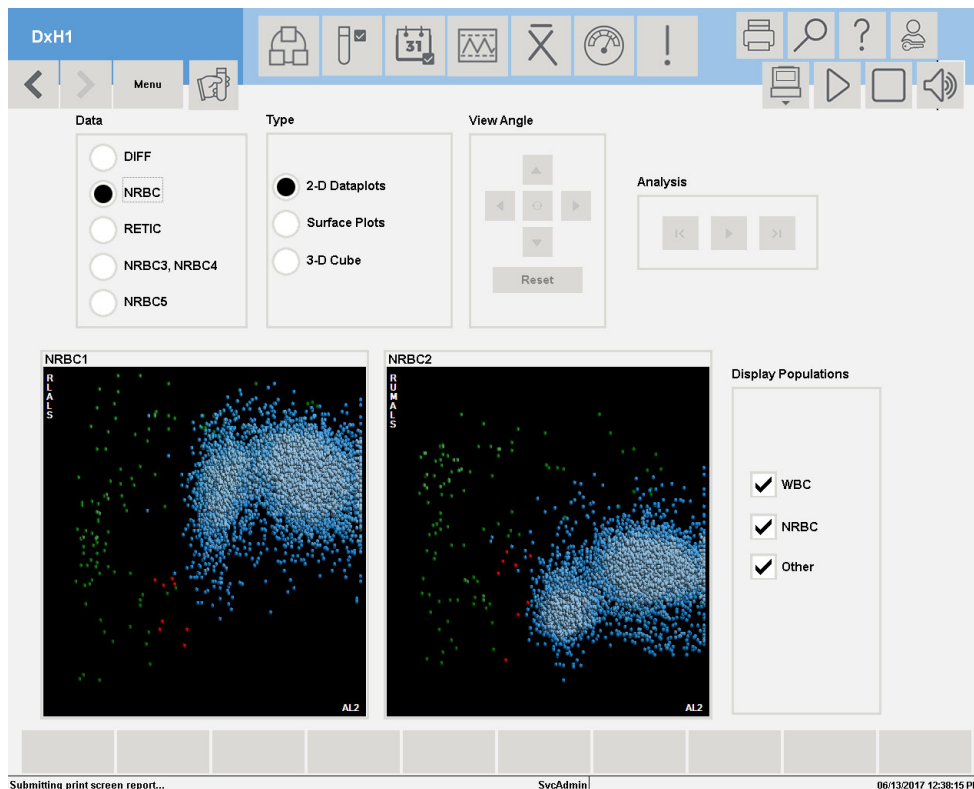 DxH1
31
Menu
Data
Type
View Angle
DIFF
NRBC
RETIC
NRBC3, NRBC4
NRBC5
2-D Dataplots
Surface Plots
3-D Cube
Reset
Analysis
NRBC1
NRBC2
RLALS
RUMALS
AL2
AL2
Display Populations
WBC
NRBC
Other
Submitting print screen report...
SycAdmin
06/13/2017 12:38:15 P